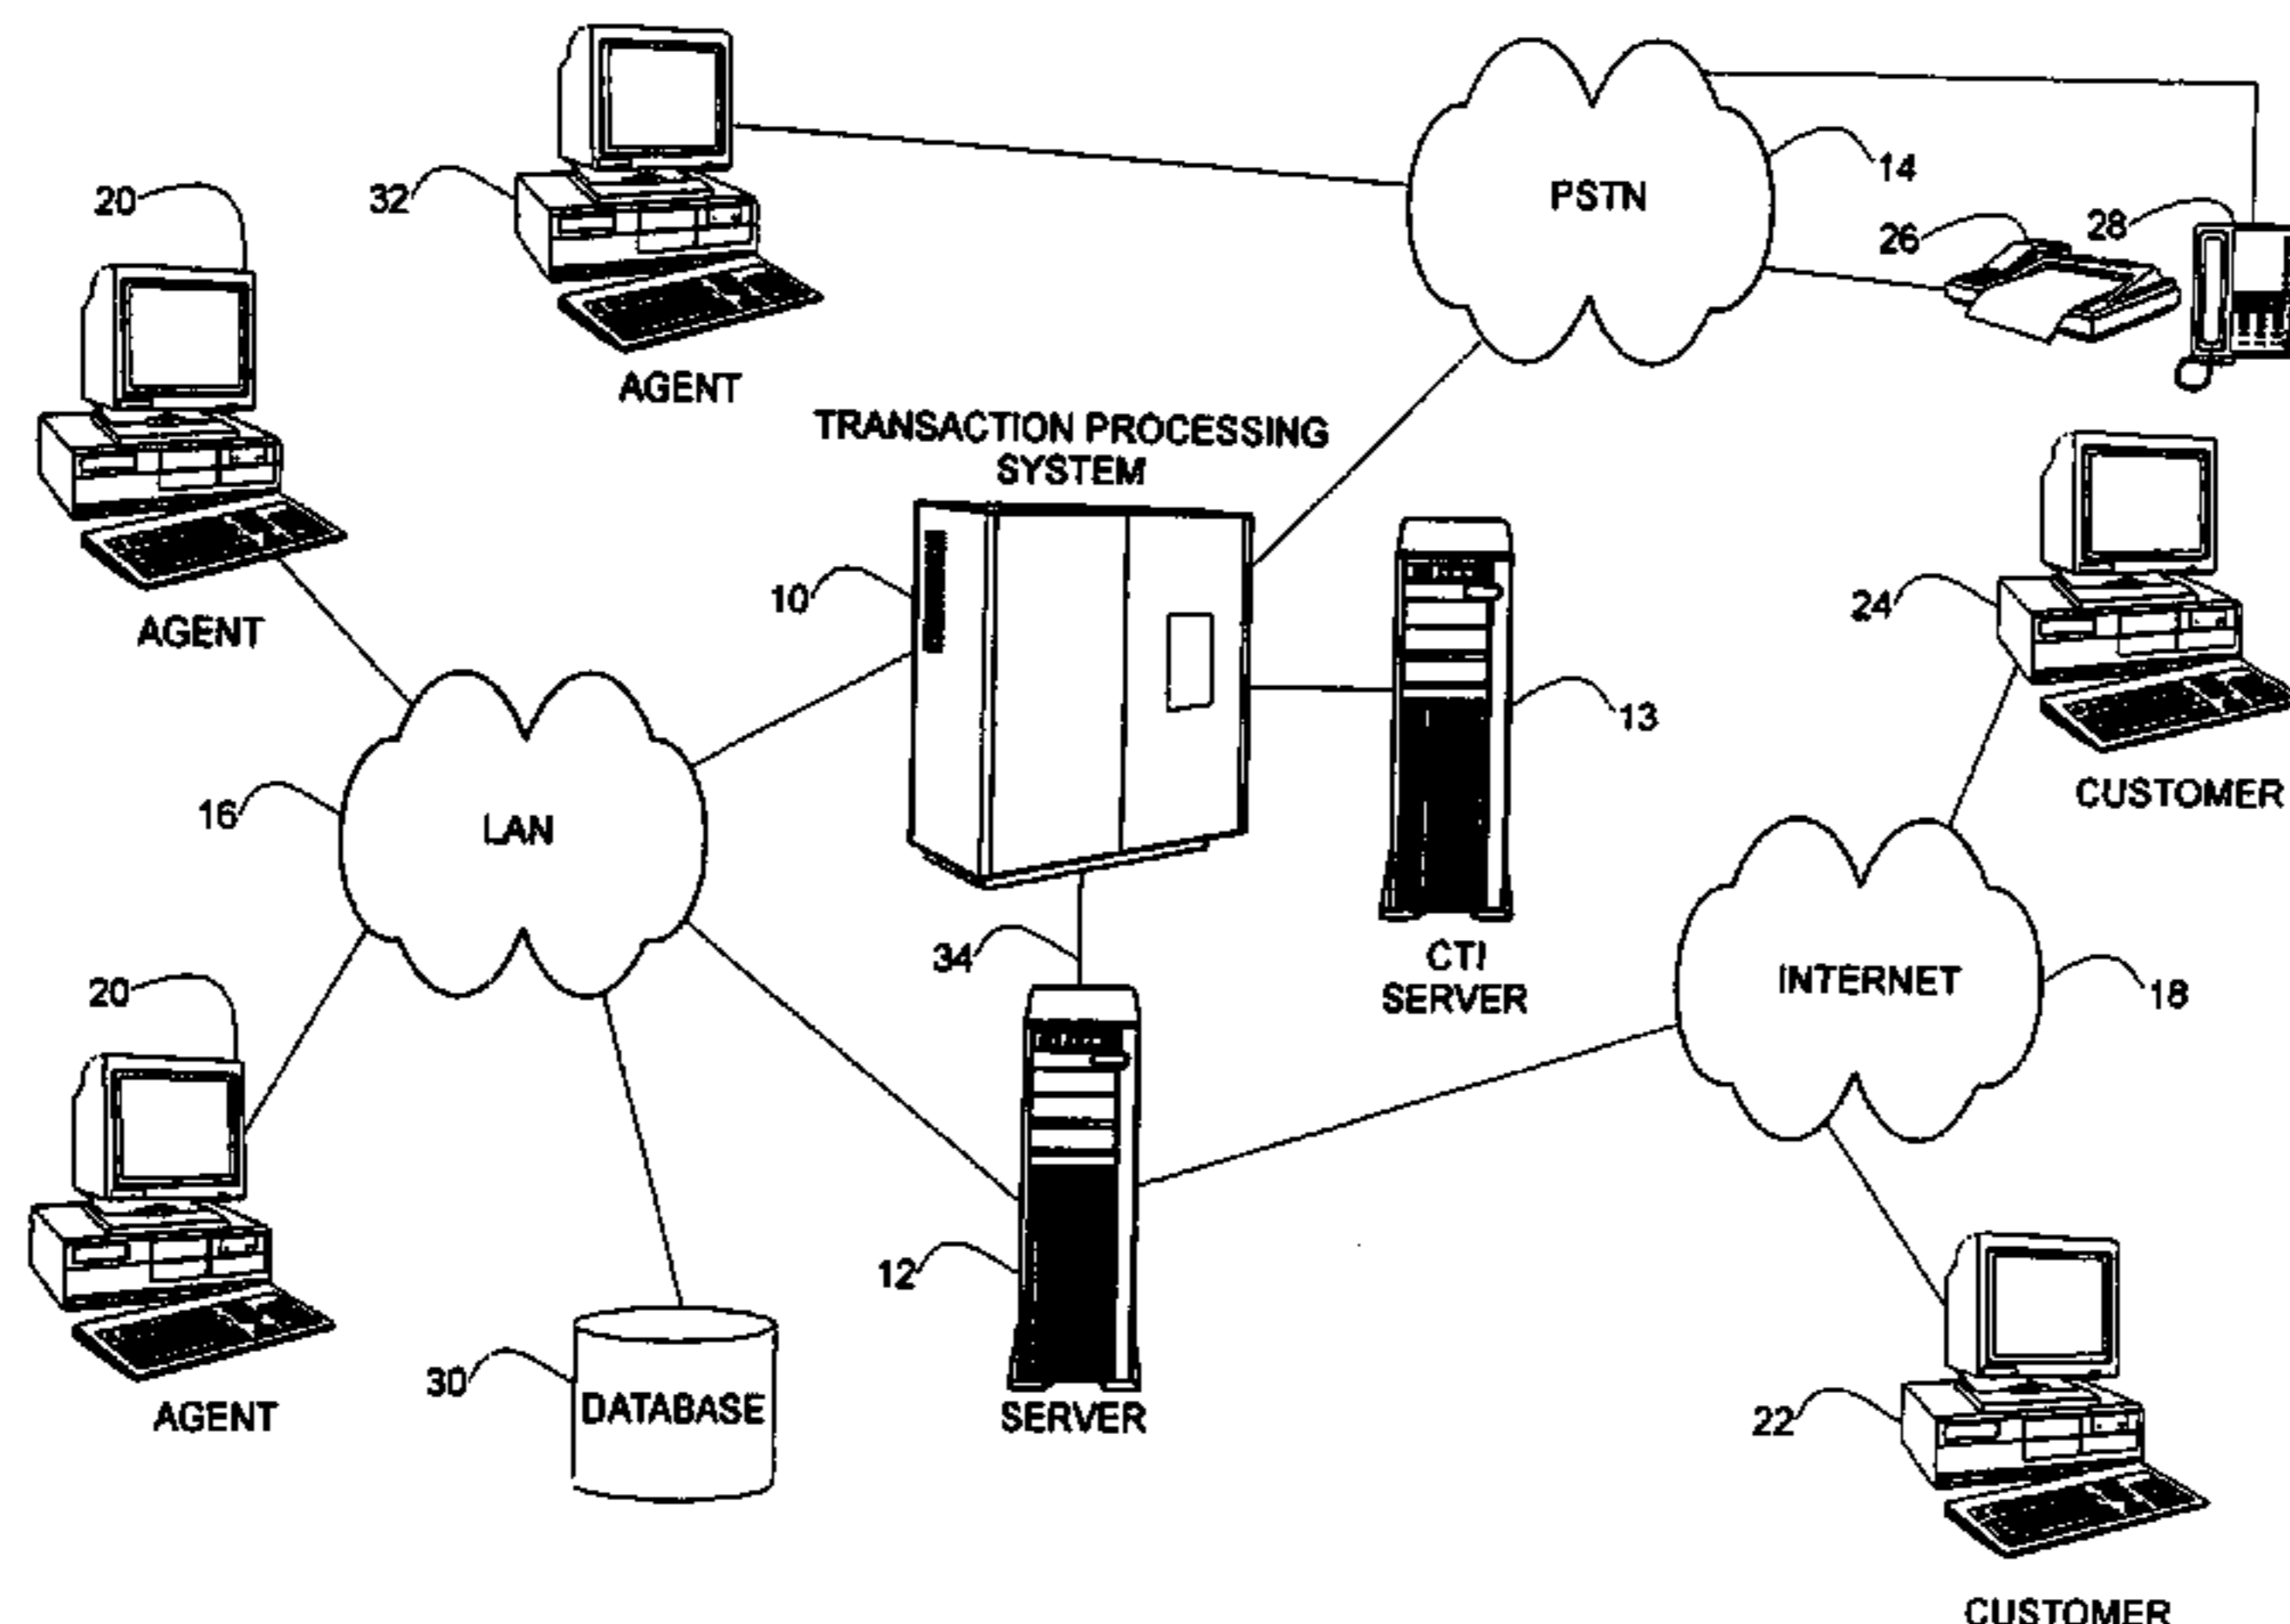 14
PSTN
20
32
26
28
AGENT
TRANSACTION PROCESSING
SYSTEM
10
24
AGENT
13
CUSTOMER
16
LAN
34
CTI
SERVER
INTERNET
18
20
12
30
DATABASE
AGENT
SERVER
22
CUSTOMER